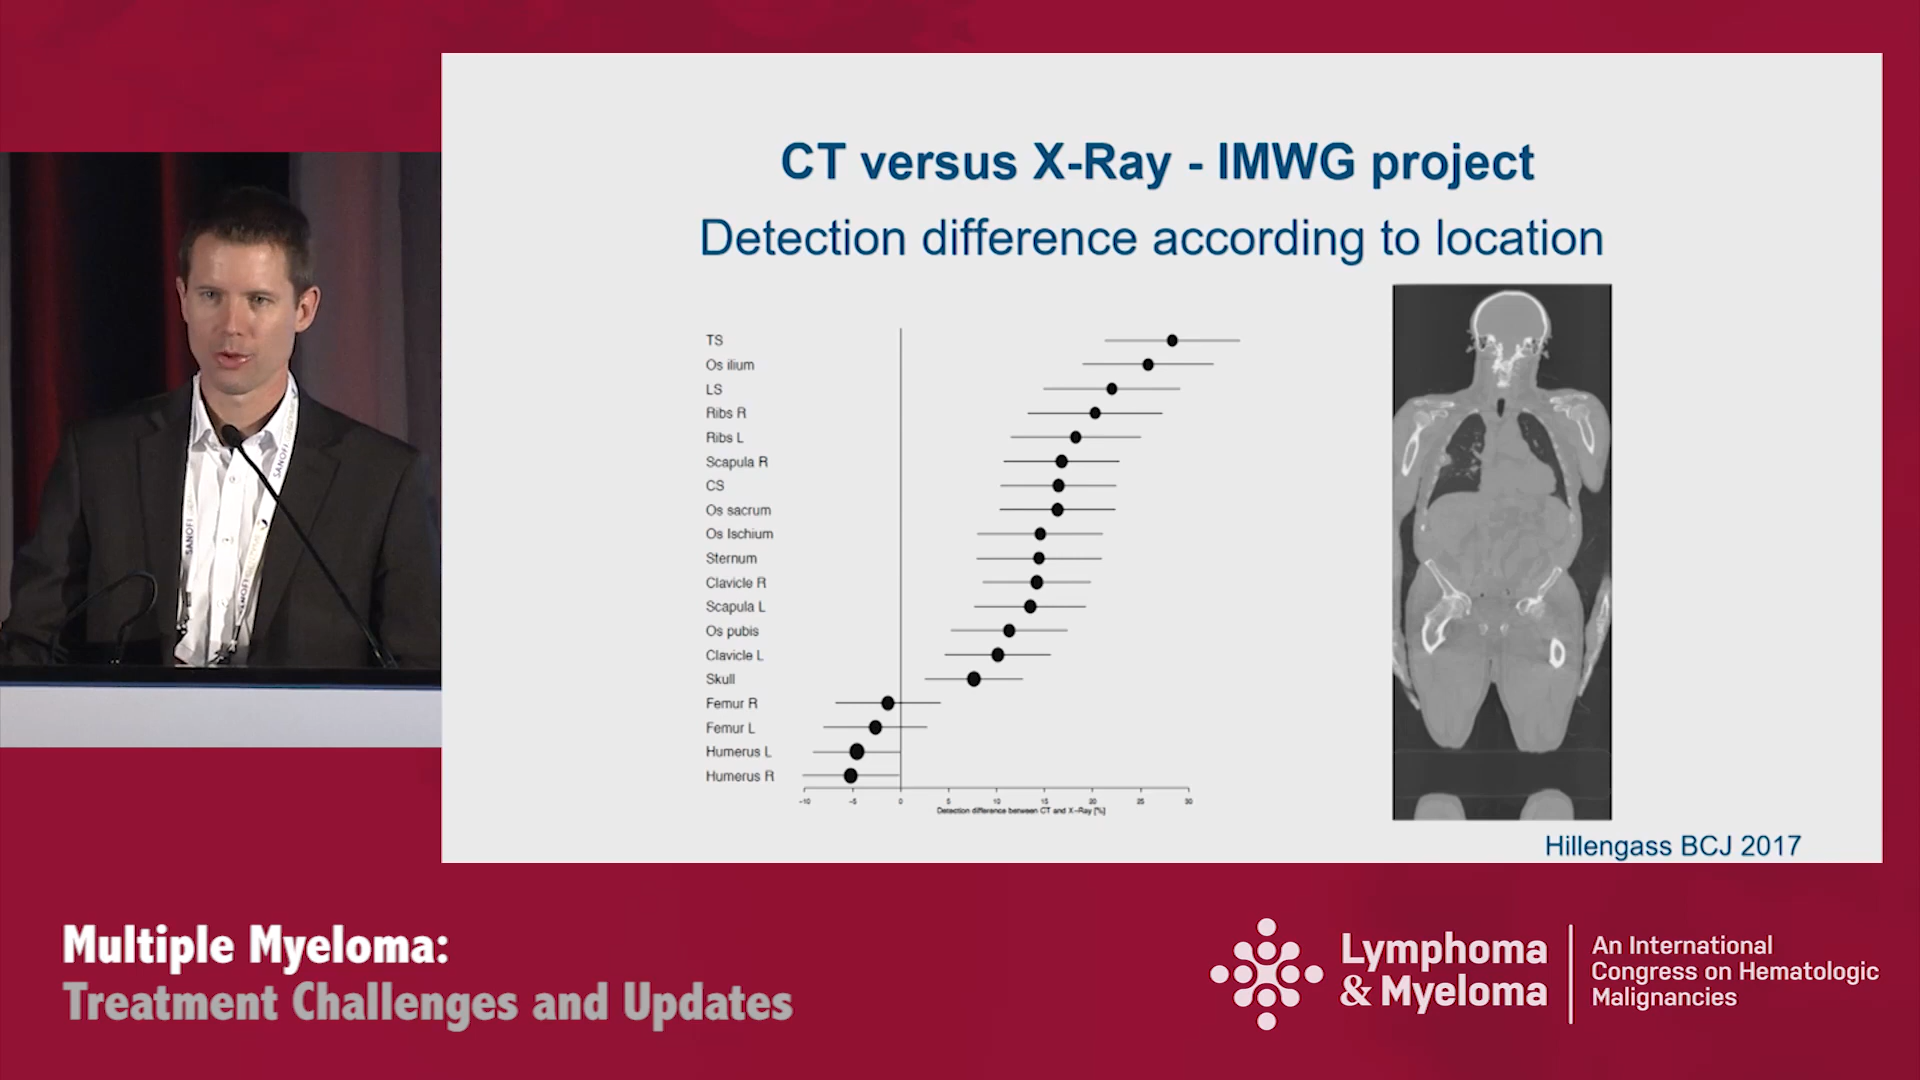 CT versus X-Ray - IMWG project
Detection difference according to location
TS
Os ilium
LS
Ribs R
Ribs L
Scapula R
CS
Os sacrum
Os Ischium
Sternum
Clavicle R
Scapula L
Os pubis
Clavicle L
Skull
Femur R
Femur L
Humerus L
Humerus R
-10 -5 0 5 10 15 20 25 30
Detection difference between CT and X-Ray [%]
Hillengass BCJ 2017
SANOFI
SANOFI
Multiple Myeloma:
Treatment Challenges and Updates
Lymphoma
& Myeloma
An International
Congress on Hematologic
Malignancies